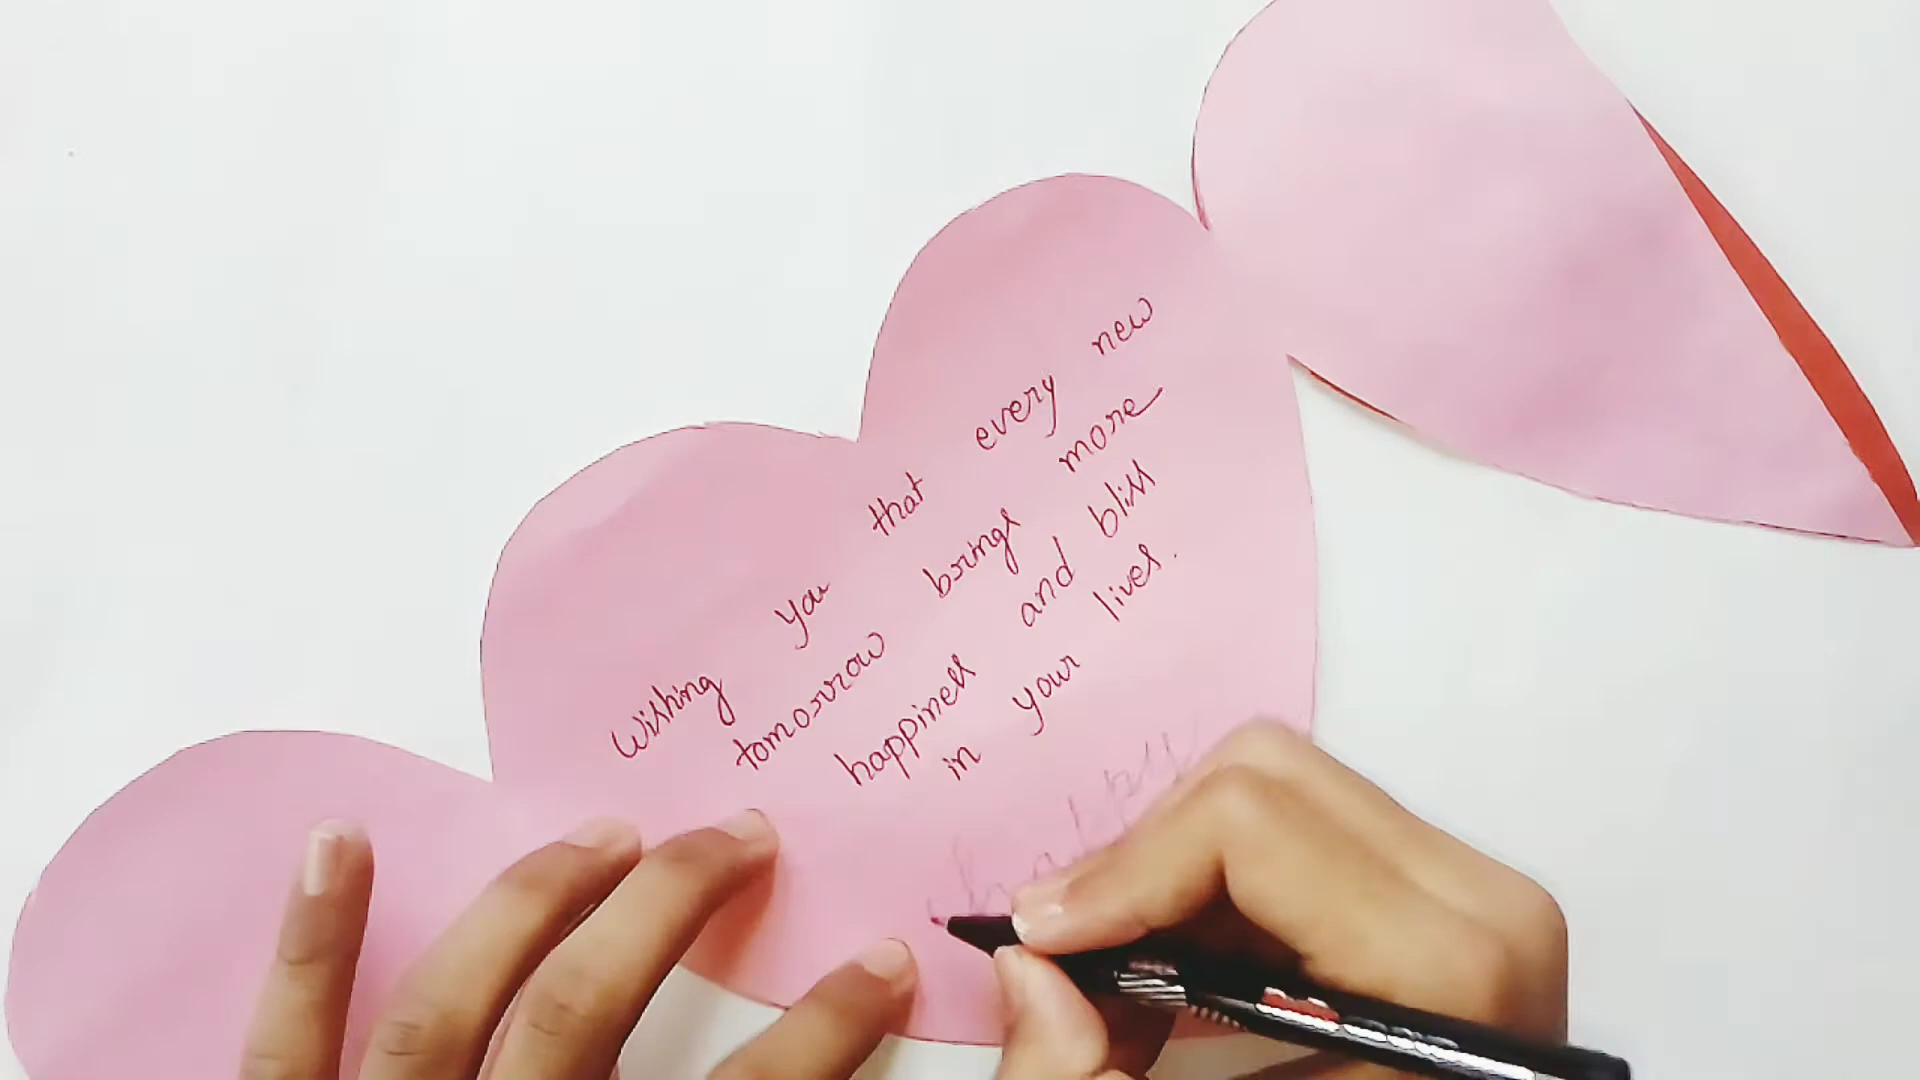 Wishing you that every new
tomorrow brings more
happiness and bliss
in your lives.